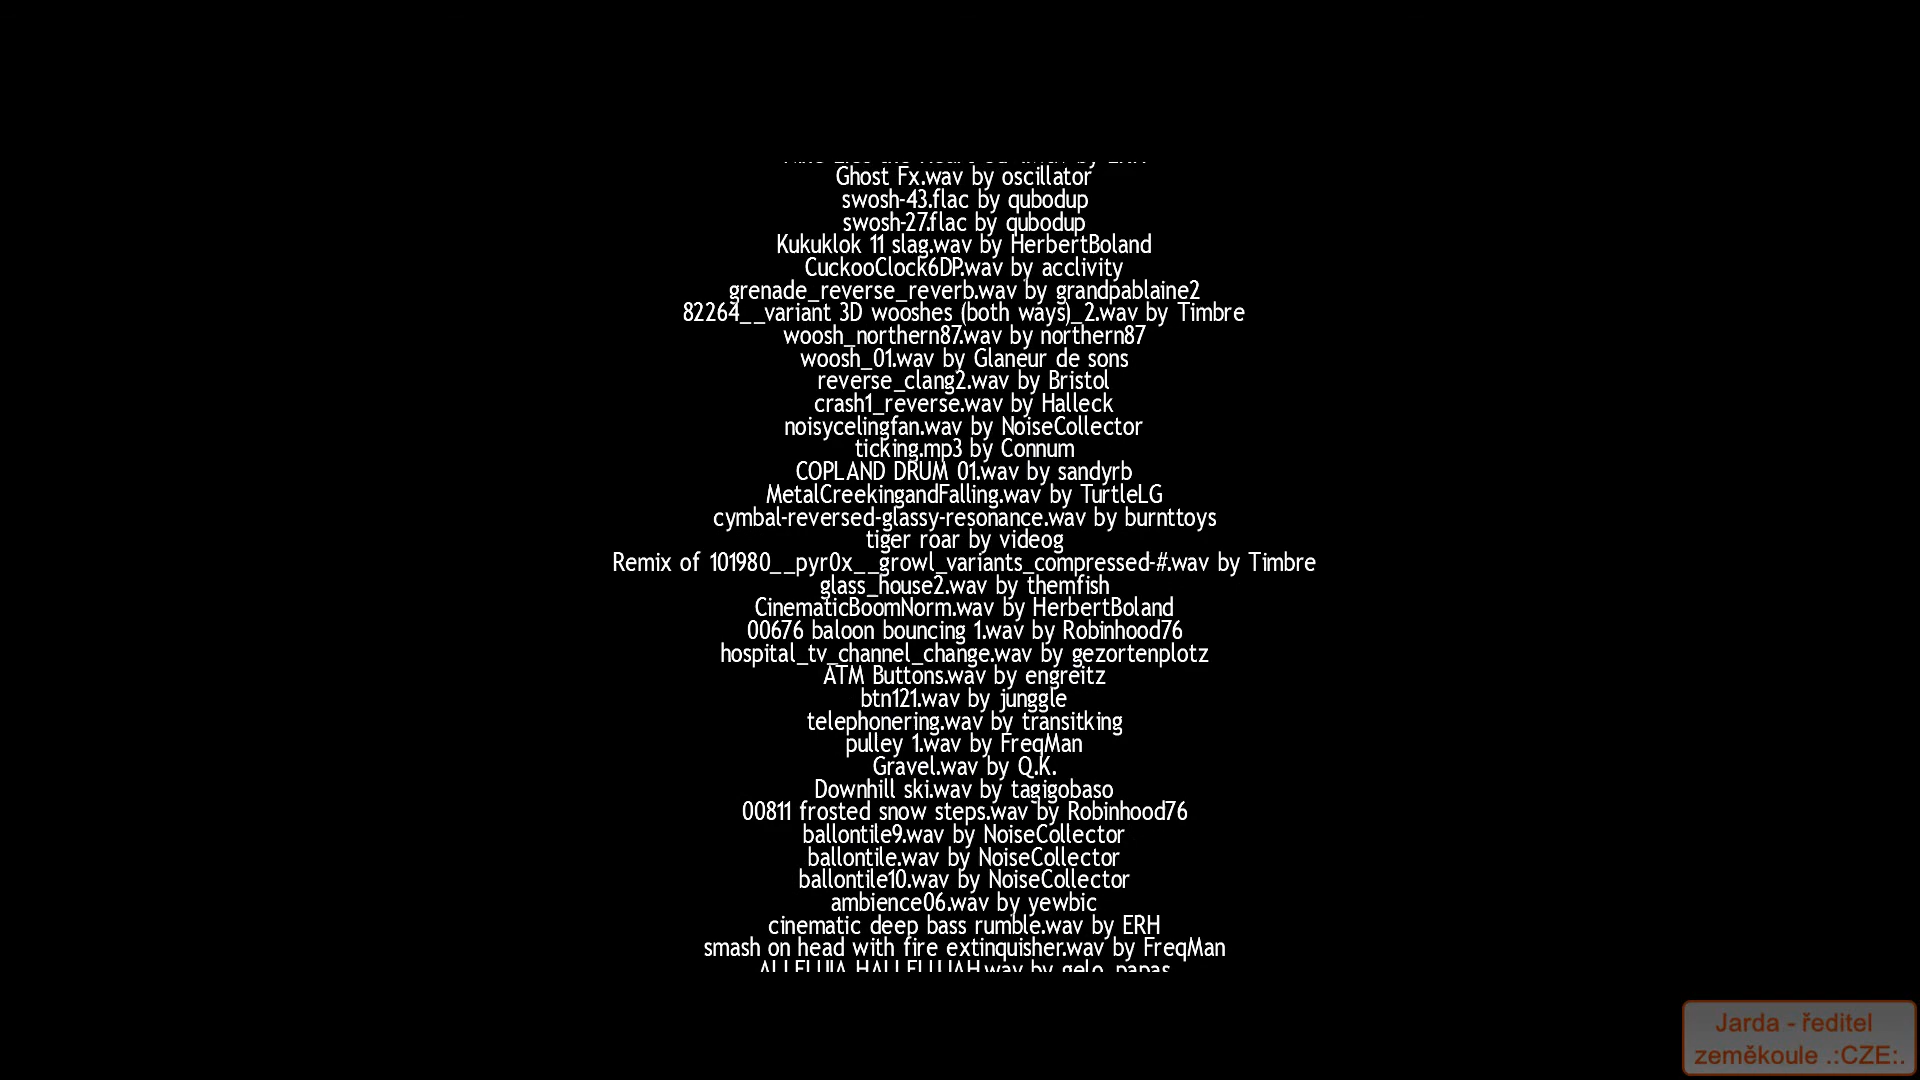 Ghost Fx.wav by oscillator
swosh-43.flac by qubodup
swosh-27.flac by qubodup
Kukuklok 11 slag.wav by HerbertBoland
CuckooClock6DP.wav by acclivity
grenade_reverse_reverb.wav by grandpablaine2
82264__variant 3D wooshes (both ways)_2.wav by Timbre
woosh_northern87.wav by northern87
woosh_01.wav by Glaneur de sons
reverse_clang2.wav by Bristol
crash1_reverse.wav by Halleck
noisycelingfan.wav by NoiseCollector
ticking.mp3 by Connum
COPLAND DRUM 01.wav by sandyrb
MetalCreekingandFalling.wav by TurtleLG
cymbal-reversed-glassy-resonance.wav by burnttoys
tiger roar by videog
Remix of 101980__pyr0x__growl_variants_compressed-#.wav by Timbre
glass_house2.wav by themfish
CinematicBoomNorm.wav by HerbertBoland
00676 baloon bouncing 1.wav by Robinhood76
hospital_tv_channel_change.wav by gezortenplotz
ATM Buttons.wav by engreitz
btn121.wav by junggle
telephonering.wav by transitking
pulley 1.wav by FreqMan
Gravel.wav by Q.K.
Downhill ski.wav by tagigobaso
00811 frosted snow steps.wav by Robinhood76
ballontile9.wav by NoiseCollector
ballontile.wav by NoiseCollector
ballontile10.wav by NoiseCollector
ambience06.wav by yewbic
cinematic deep bass rumble.wav by ERH
smash on head with fire extinquisher.wav by FreqMan
ALLELUIA HALLELUJAH.wav by gelo_papas
Jarda - ředitel
zeměkoule .:CZE:.